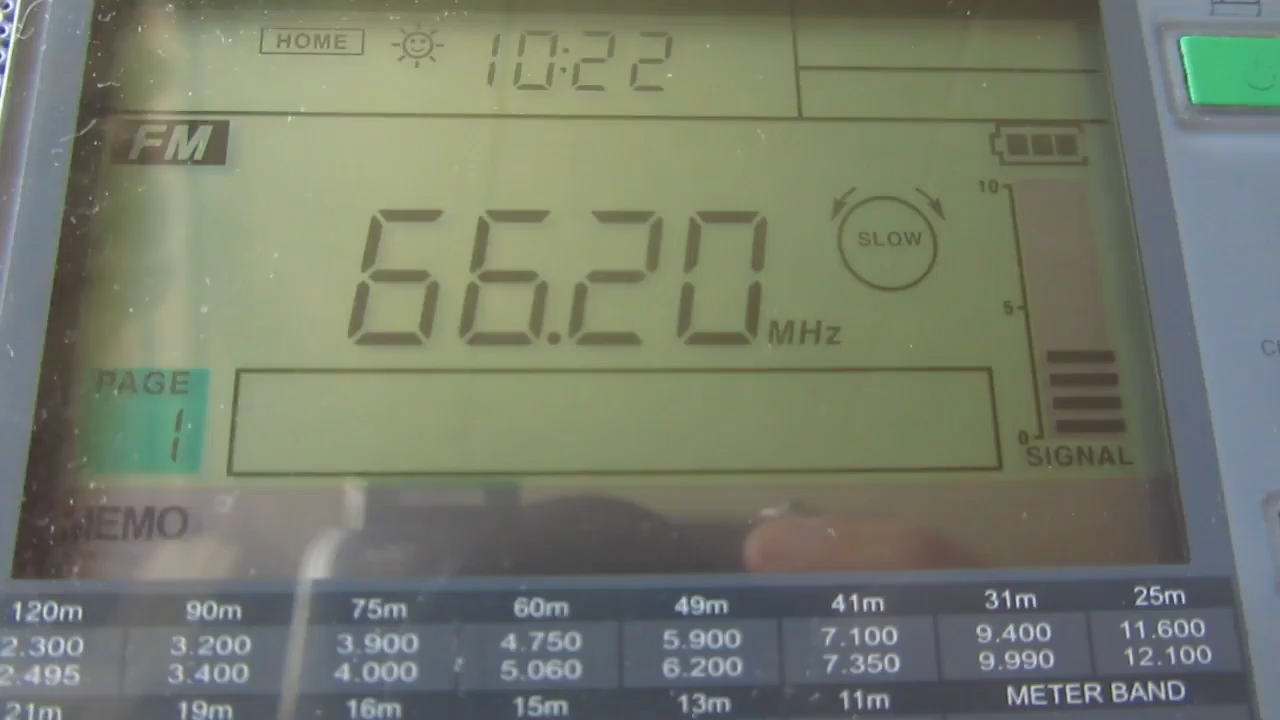 HOME 10:22
FM
10
SLOW
66.20 MHz
5
PAGE
1
0
SIGNAL
MEMO
120m 90m 75m 60m 49m 41m 31m 25m
2.300 3.200 3.900 4.750 5.900 7.100 9.400 11.600
2.495 3.400 4.000 5.060 6.200 7.350 9.990 12.100
21m 19m 16m 15m 13m 11m METER BAND